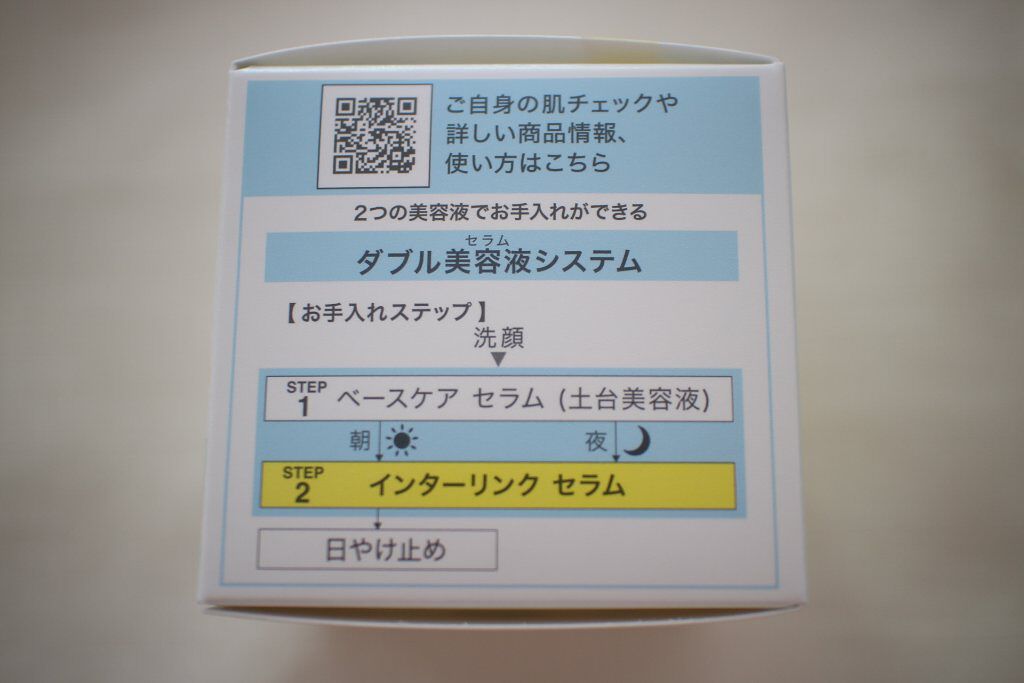 ご自身の肌チェックや
詳しい商品情報、
使い方はこちら
2つの美容液でお手入れができる
セラム
ダブル美容液システム
【お手入れステップ】
洗顔
▼
STEP 1 ベースケア セラム (土台美容液)
朝 夜
STEP 2 インターリンク セラム
日やけ止め